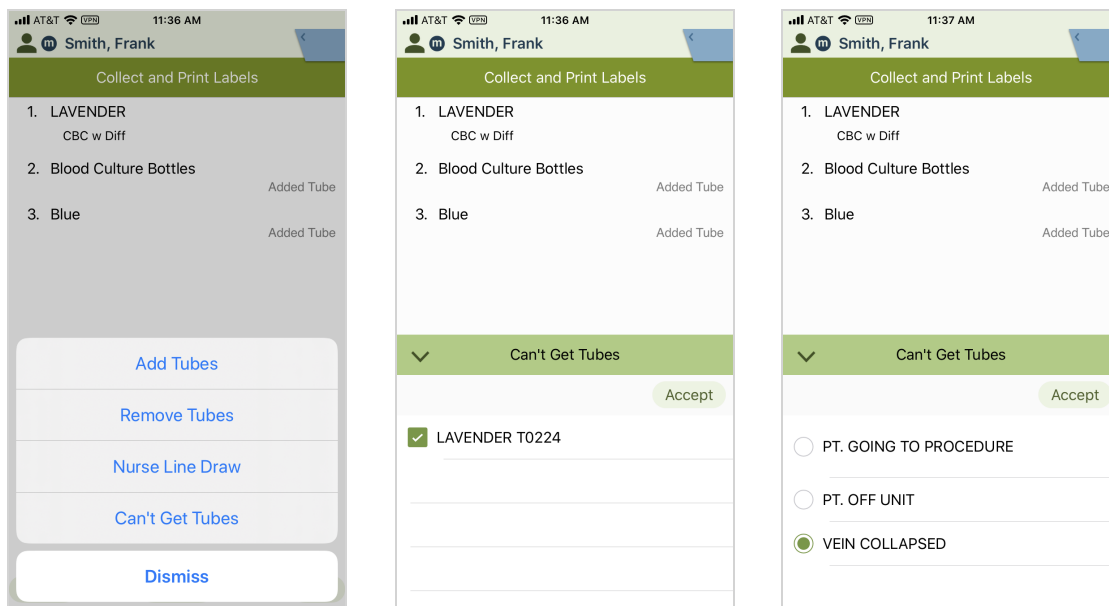 AT&T VPN 11:36 AM
m Smith, Frank
Collect and Print Labels
1. LAVENDER
CBC w Diff
2. Blood Culture Bottles
Added Tube
3. Blue
Added Tube
Add Tubes
Remove Tubes
Nurse Line Draw
Can't Get Tubes
Dismiss
AT&T VPN 11:36 AM
m Smith, Frank
Collect and Print Labels
1. LAVENDER
CBC w Diff
2. Blood Culture Bottles
Added Tube
3. Blue
Added Tube
Can't Get Tubes
Accept
LAVENDER T0224
AT&T VPN 11:37 AM
m Smith, Frank
Collect and Print Labels
1. LAVENDER
CBC w Diff
2. Blood Culture Bottles
Added Tube
3. Blue
Added Tube
Can't Get Tubes
Accept
PT. GOING TO PROCEDURE
PT. OFF UNIT
VEIN COLLAPSED